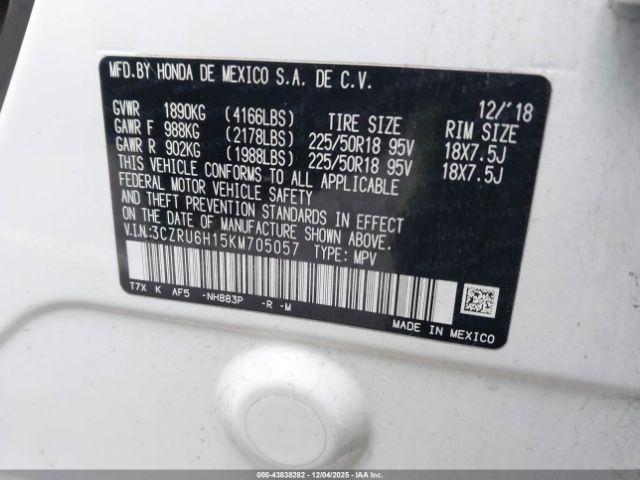 MFD.BY HONDA DE MEXICO S.A. DE C.V.
12/'18
GVWR 1890KG (4166LBS) TIRE SIZE RIM SIZE
GAWR F 988KG (2178LBS) 225/50R18 95V 18X7.5J
GAWR R 902KG (1988LBS) 225/50R18 95V 18X7.5J
THIS VEHICLE CONFORMS TO ALL APPLICABLE
FEDERAL MOTOR VEHICLE SAFETY
AND THEFT PREVENTION STANDARDS IN EFFECT
ON THE DATE OF MANUFACTURE SHOWN ABOVE.
V.I.N:3CZRU6H15KM705057 TYPE: MPV
T7X K AF5 -NH883P -R -M
MADE IN MEXICO
000-43838282 - 12/04/2025 - IAA, Inc.